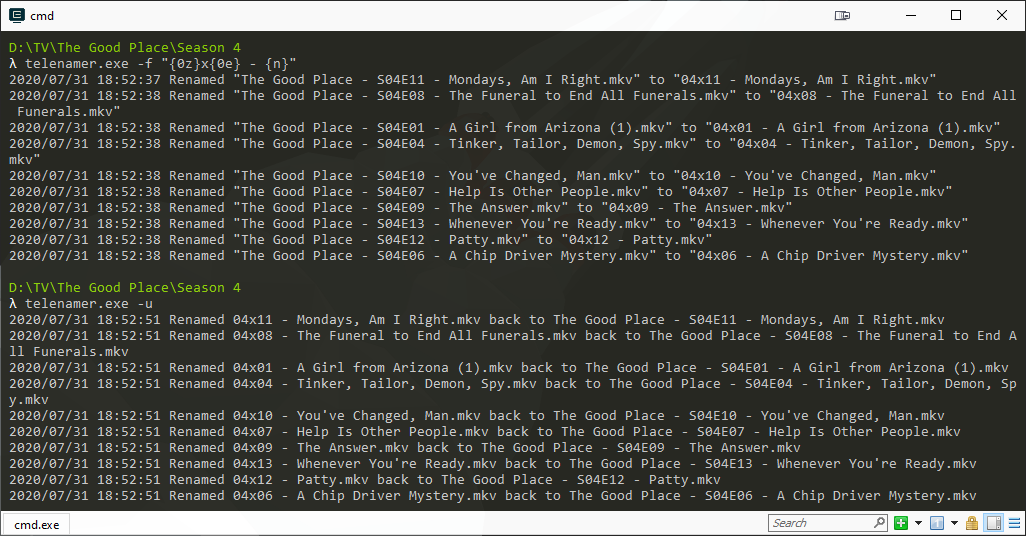 cmd
D:\TV\The Good Place\Season 4
λ telenamer.exe -f "{0z}x{0e} - {n}"
2020/07/31 18:52:37 Renamed "The Good Place - S04E11 - Mondays, Am I Right.mkv" to "04x11 - Mondays, Am I Right.mkv"
2020/07/31 18:52:38 Renamed "The Good Place - S04E08 - The Funeral to End All Funerals.mkv" to "04x08 - The Funeral to End All
 Funerals.mkv"
2020/07/31 18:52:38 Renamed "The Good Place - S04E01 - A Girl from Arizona (1).mkv" to "04x01 - A Girl from Arizona (1).mkv"
2020/07/31 18:52:38 Renamed "The Good Place - S04E04 - Tinker, Tailor, Demon, Spy.mkv" to "04x04 - Tinker, Tailor, Demon, Spy.
mkv"
2020/07/31 18:52:38 Renamed "The Good Place - S04E10 - You've Changed, Man.mkv" to "04x10 - You've Changed, Man.mkv"
2020/07/31 18:52:38 Renamed "The Good Place - S04E07 - Help Is Other People.mkv" to "04x07 - Help Is Other People.mkv"
2020/07/31 18:52:38 Renamed "The Good Place - S04E09 - The Answer.mkv" to "04x09 - The Answer.mkv"
2020/07/31 18:52:38 Renamed "The Good Place - S04E13 - Whenever You're Ready.mkv" to "04x13 - Whenever You're Ready.mkv"
2020/07/31 18:52:38 Renamed "The Good Place - S04E12 - Patty.mkv" to "04x12 - Patty.mkv"
2020/07/31 18:52:38 Renamed "The Good Place - S04E06 - A Chip Driver Mystery.mkv" to "04x06 - A Chip Driver Mystery.mkv"
D:\TV\The Good Place\Season 4
λ telenamer.exe -u
2020/07/31 18:52:51 Renamed 04x11 - Mondays, Am I Right.mkv back to The Good Place - S04E11 - Mondays, Am I Right.mkv
2020/07/31 18:52:51 Renamed 04x08 - The Funeral to End All Funerals.mkv back to The Good Place - S04E08 - The Funeral to End A
ll Funerals.mkv
2020/07/31 18:52:51 Renamed 04x01 - A Girl from Arizona (1).mkv back to The Good Place - S04E01 - A Girl from Arizona (1).mkv
2020/07/31 18:52:51 Renamed 04x04 - Tinker, Tailor, Demon, Spy.mkv back to The Good Place - S04E04 - Tinker, Tailor, Demon, Sp
y.mkv
2020/07/31 18:52:51 Renamed 04x10 - You've Changed, Man.mkv back to The Good Place - S04E10 - You've Changed, Man.mkv
2020/07/31 18:52:51 Renamed 04x07 - Help Is Other People.mkv back to The Good Place - S04E07 - Help Is Other People.mkv
2020/07/31 18:52:51 Renamed 04x09 - The Answer.mkv back to The Good Place - S04E09 - The Answer.mkv
2020/07/31 18:52:51 Renamed 04x13 - Whenever You're Ready.mkv back to The Good Place - S04E13 - Whenever You're Ready.mkv
2020/07/31 18:52:51 Renamed 04x12 - Patty.mkv back to The Good Place - S04E12 - Patty.mkv
2020/07/31 18:52:51 Renamed 04x06 - A Chip Driver Mystery.mkv back to The Good Place - S04E06 - A Chip Driver Mystery.mkv
cmd.exe
Search